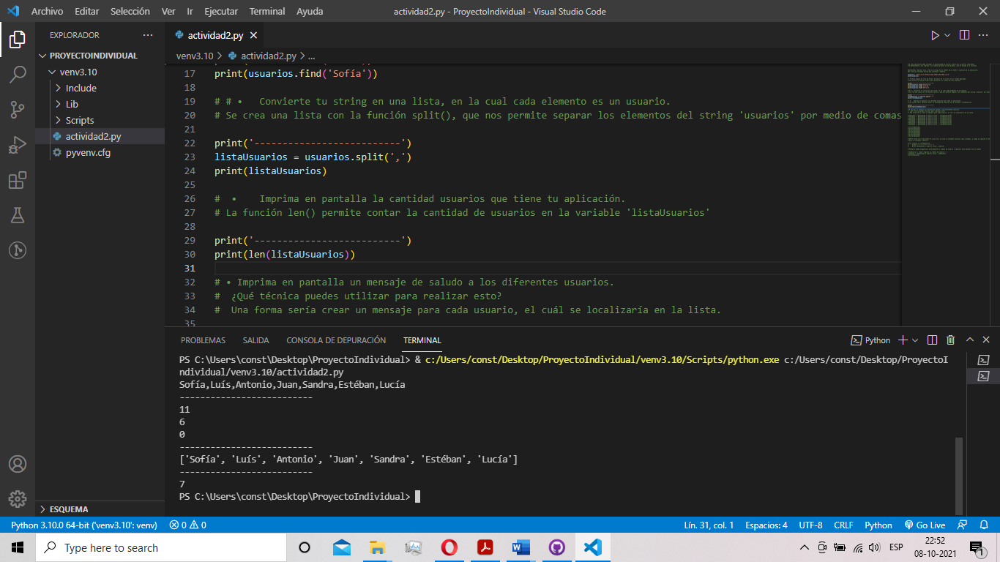 Archivo Editar Selección Ver Ir Ejecutar Terminal Ayuda
actividad2.py - ProyectoIndividual - Visual Studio Code
EXPLORADOR
PROYECTOINDIVIDUAL
venv3.10
Include
Lib
Scripts
actividad2.py
pyvenv.cfg
ESQUEMA
actividad2.py
venv3.10 > actividad2.py > ...
17 print(usuarios.find('Sofía'))
18
19 # # • Convierte tu string en una lista, en la cual cada elemento es un usuario.
20 # Se crea una lista con la función split(), que nos permite separar los elementos del string 'usuarios' por medio de comas
21
22 print('--------------------------')
23 listaUsuarios = usuarios.split(',')
24 print(listaUsuarios)
25
26 # • Imprima en pantalla la cantidad usuarios que tiene tu aplicación.
27 # La función len() permite contar la cantidad de usuarios en la variable 'listaUsuarios'
28
29 print('--------------------------')
30 print(len(listaUsuarios))
31
32 # • Imprima en pantalla un mensaje de saludo a los diferentes usuarios.
33 # ¿Qué técnica puedes utilizar para realizar esto?
34 # Una forma sería crear un mensaje para cada usuario, el cuál se localizaría en la lista.
35
PROBLEMAS SALIDA CONSOLA DE DEPURACIÓN TERMINAL
Python
PS C:\Users\const\Desktop\ProyectoIndividual> & c:/Users/const/Desktop/ProyectoIndividual/venv3.10/Scripts/python.exe c:/Users/const/Desktop/ProyectoI
ndividual/venv3.10/actividad2.py
Sofía,Luís,Antonio,Juan,Sandra,Estéban,Lucía
--------------------------
11
6
0
--------------------------
['Sofía', 'Luís', 'Antonio', 'Juan', 'Sandra', 'Estéban', 'Lucía']
--------------------------
7
PS C:\Users\const\Desktop\ProyectoIndividual>
Python 3.10.0 64-bit ('venv3.10': venv) 0 0 Lín. 31, col. 1 Espacios: 4 UTF-8 CRLF Python Go Live
Type here to search
ESP
22:52
08-10-2021
1